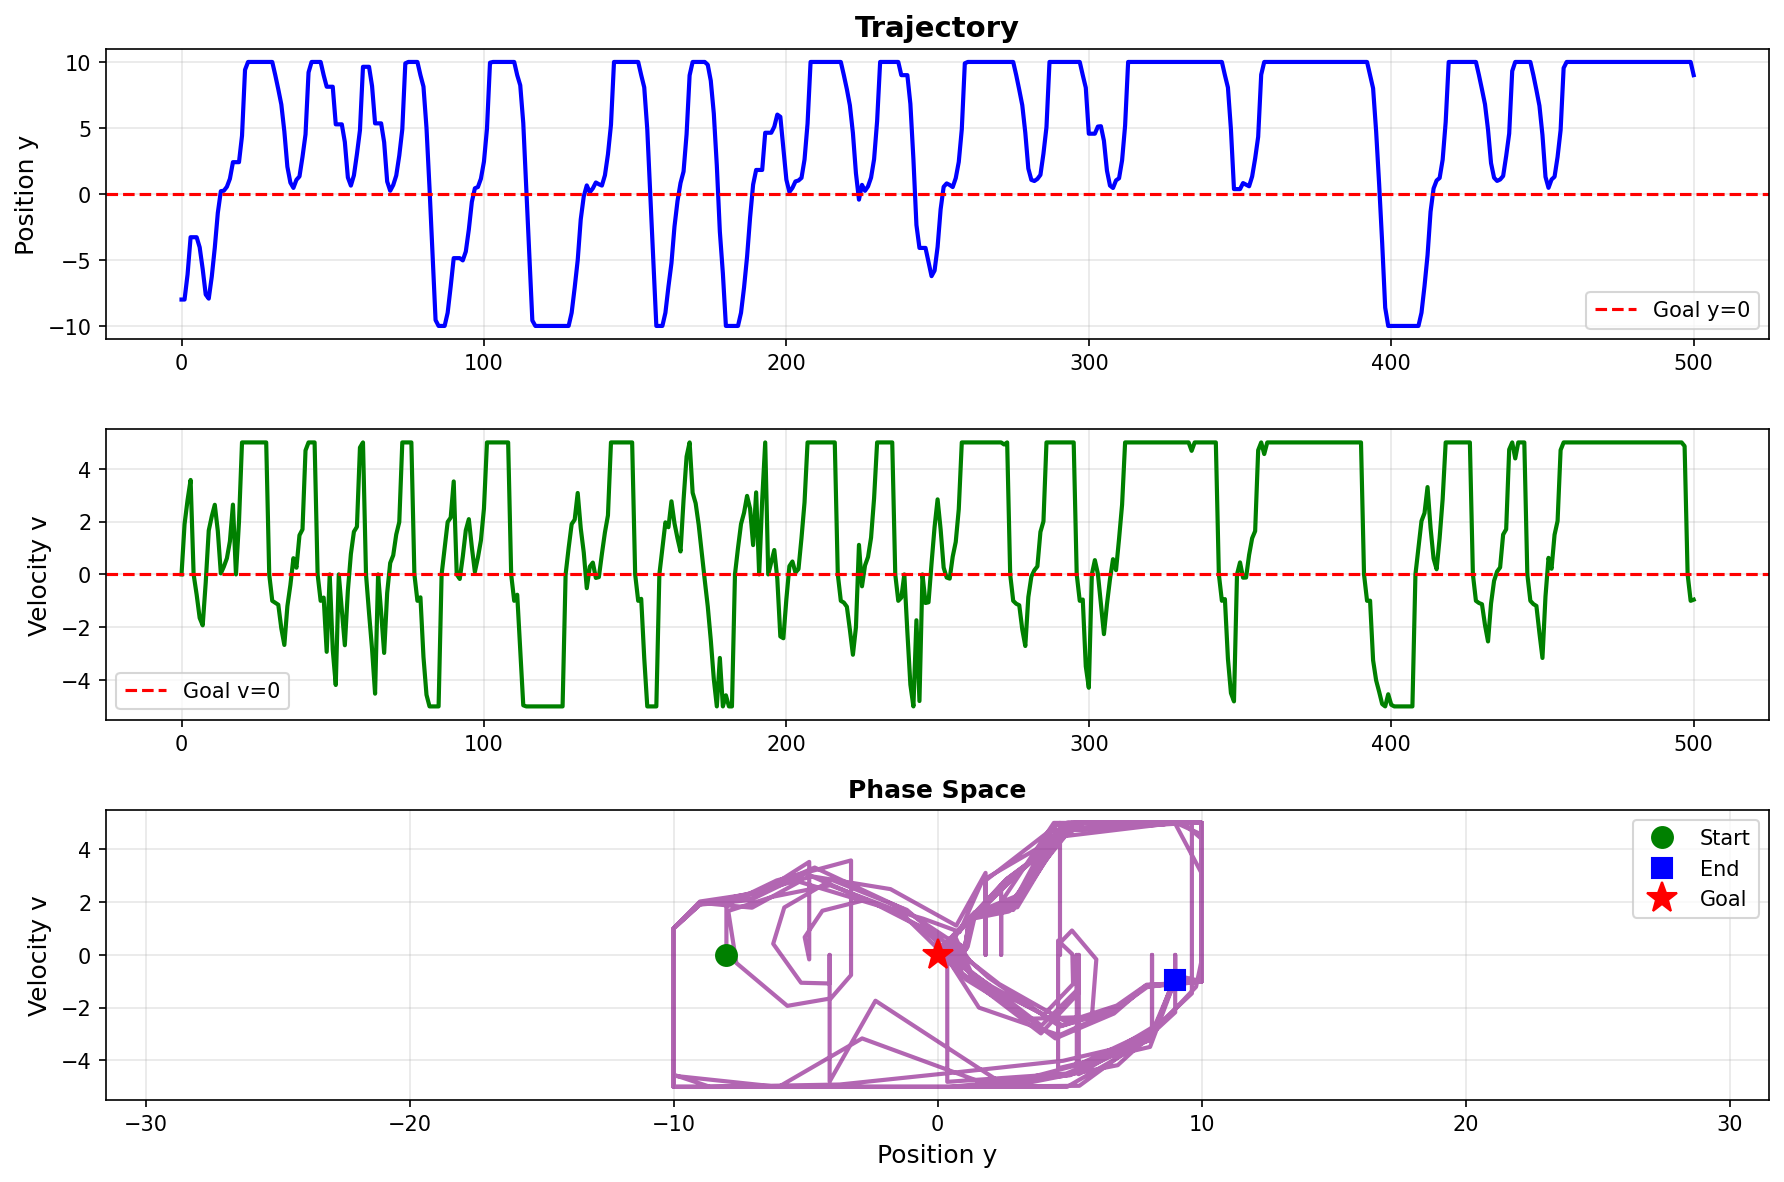 Trajectory
Position y
10
5
0
−5
−10
Goal y=0
0 100 200 300 400 500
Velocity v
4
2
0
−2
−4
Goal v=0
0 100 200 300 400 500
Phase Space
Velocity v
4
2
0
−2
−4
Start
End
Goal
−30 −20 −10 0 10 20 30
Position y